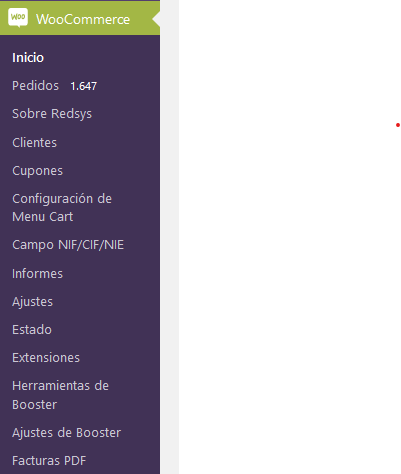 WOO WooCommerce
Inicio
Pedidos 1.647
Sobre Redsys
Clientes
Cupones
Configuración de
Menu Cart
Campo NIF/CIF/NIE
Informes
Ajustes
Estado
Extensiones
Herramientas de
Booster
Ajustes de Booster
Facturas PDF